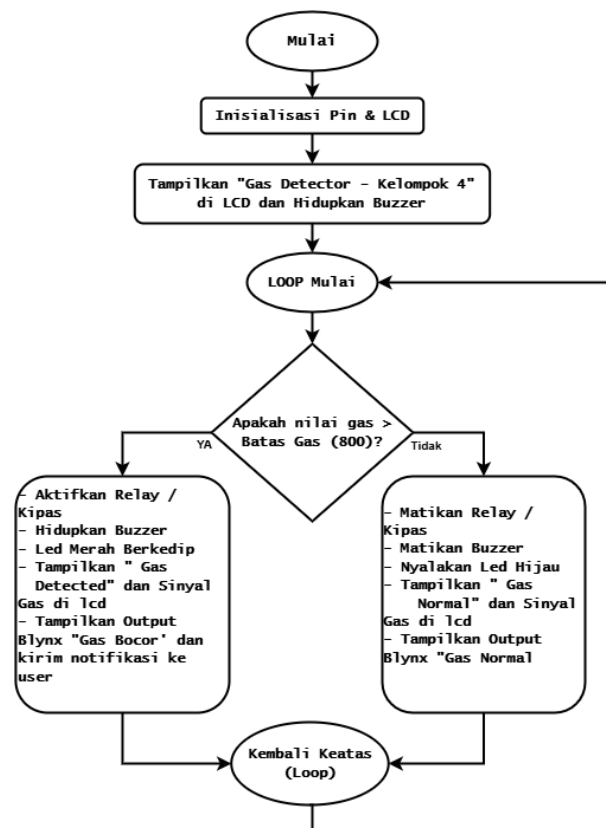 Mulai
Inisialisasi Pin & LCD
Tampilkan "Gas Detector - Kelompok 4"
di LCD dan Hidupkan Buzzer
LOOP Mulai
Apakah nilai gas >
Batas Gas (800)?
YA
Tidak
- Aktifkan Relay /
Kipas
- Hidupkan Buzzer
- Led Merah Berkedip
- Tampilkan " Gas
Detected" dan Sinyal
Gas di lcd
- Tampilkan Output
Blynx "Gas Bocor' dan
kirim notifikasi ke
user
- Matikan Relay /
Kipas
- Matikan Buzzer
- Nyalakan Led Hijau
- Tampilkan " Gas
Normal" dan Sinyal
Gas di lcd
- Tampilkan Output
Blynx "Gas Normal
Kembali Keatas
(Loop)